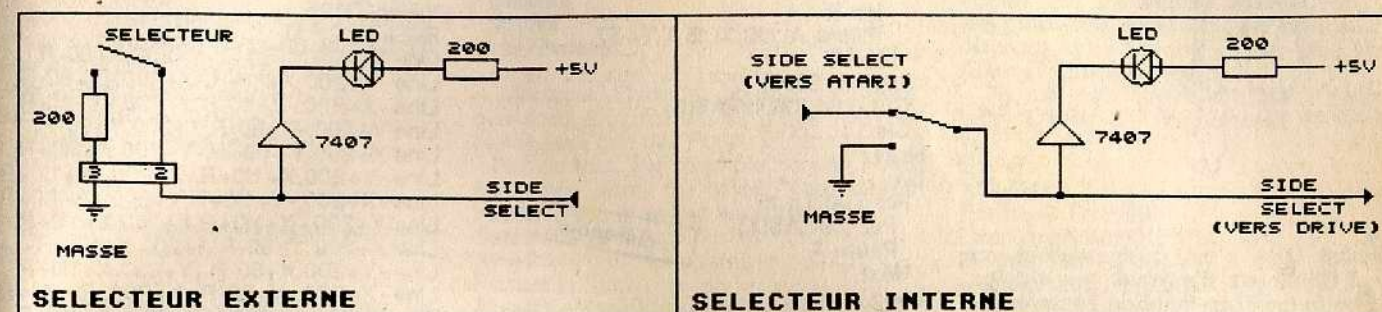 SELECTEUR
LED
200
+5V
200
7407
3 2
SIDE
SELECT
MASSE
SELECTEUR EXTERNE
LED
200
+5V
SIDE SELECT
(VERS ATARI)
7407
MASSE
SIDE
SELECT
(VERS DRIVE)
SELECTEUR INTERNE